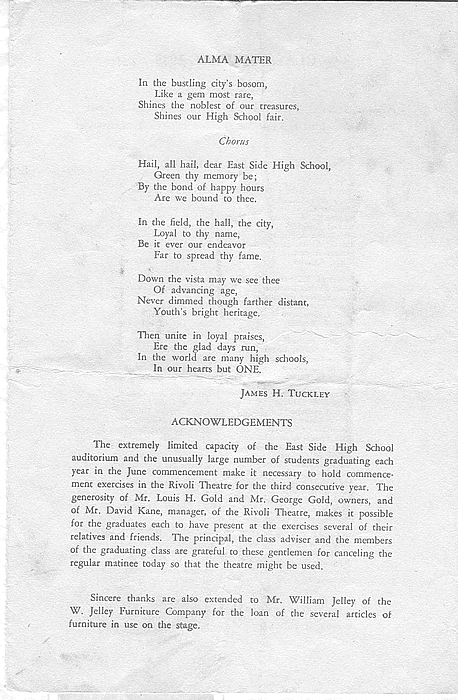 ALMA MATER
In the bustling city's bosom,
Like a gem most rare,
Shines the noblest of our treasures,
Shines our High School fair.
Chorus
Hail, all hail, dear East Side High School,
Green thy memory be;
By the bond of happy hours
Are we bound to thee.
In the field, the hall, the city,
Loyal to thy name,
Be it ever our endeavor
Far to spread thy fame.
Down the vista may we see thee
Of advancing age,
Never dimmed though farther distant,
Youth's bright heritage.
Then unite in loyal praises,
Ere the glad days run,
In the world are many high schools,
In our hearts but ONE.
JAMES H. TUCKLEY
ACKNOWLEDGEMENTS
The extremely limited capacity of the East Side High School
auditorium and the unusually large number of students graduating each
year in the June commencement make it necessary to hold commence-
ment exercises in the Rivoli Theatre for the third consecutive year. The
generosity of Mr. Louis H. Gold and Mr. George Gold, owners, and
of Mr. David Kane, manager, of the Rivoli Theatre, makes it possible
for the graduates each to have present at the exercises several of their
relatives and friends. The principal, the class adviser and the members
of the graduating class are grateful to these gentlemen for canceling the
regular matinee today so that the theatre might be used.
Sincere thanks are also extended to Mr. William Jelley of the
W. Jelley Furniture Company for the loan of the several articles of
furniture in use on the stage.